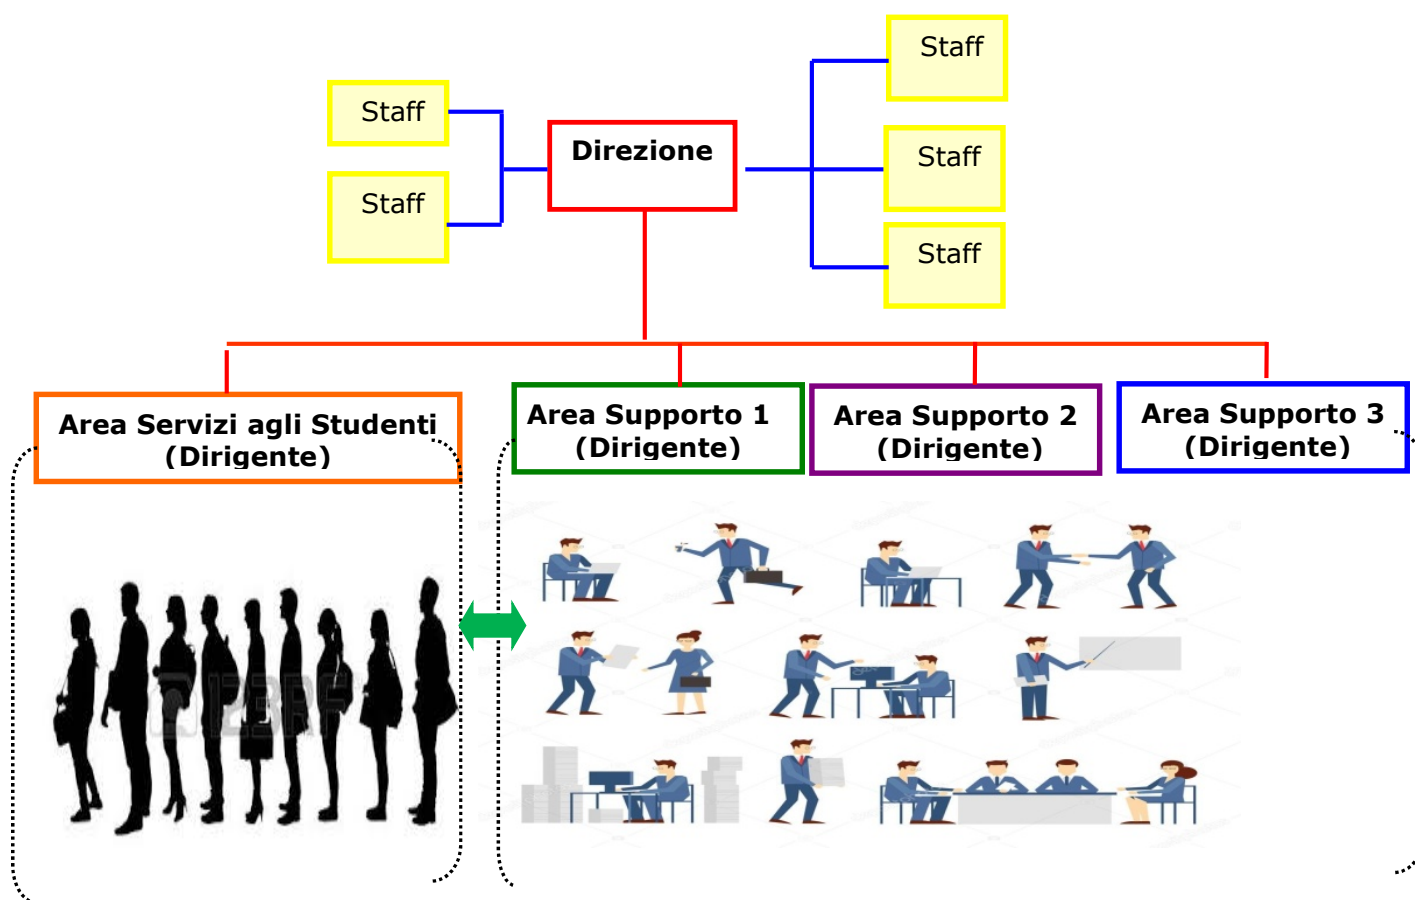 Staff
Staff
Direzione
Staff
Staff
Staff
Area Servizi agli Studenti
(Dirigente)
Area Supporto 1
(Dirigente)
Area Supporto 2
(Dirigente)
Area Supporto 3
(Dirigente)
123RF